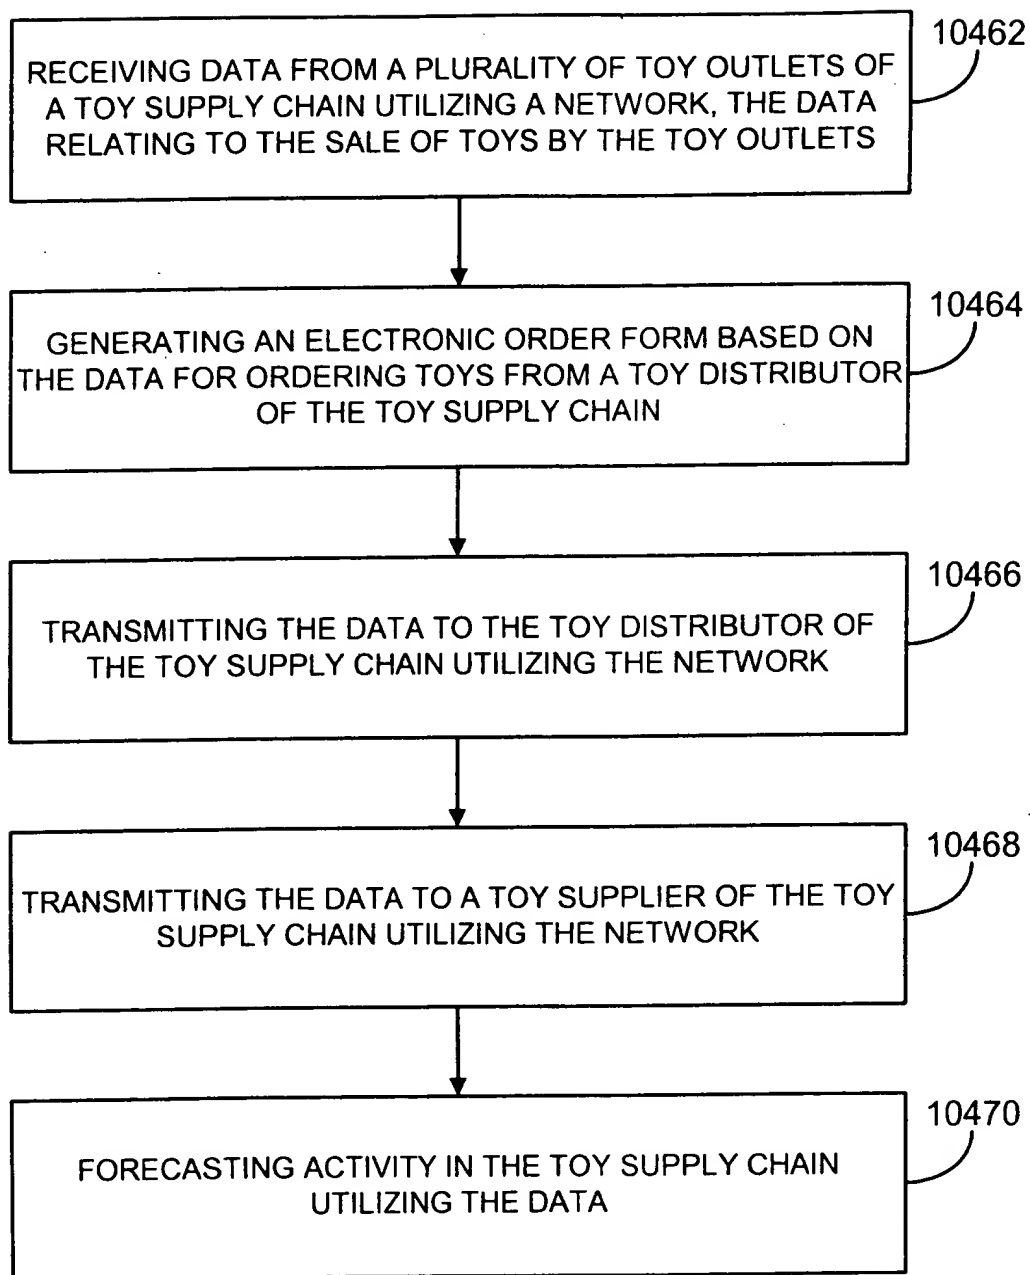 10462
RECEIVING DATA FROM A PLURALITY OF TOY OUTLETS OF
A TOY SUPPLY CHAIN UTILIZING A NETWORK, THE DATA
RELATING TO THE SALE OF TOYS BY THE TOY OUTLETS
10464
GENERATING AN ELECTRONIC ORDER FORM BASED ON
THE DATA FOR ORDERING TOYS FROM A TOY DISTRIBUTOR
OF THE TOY SUPPLY CHAIN
10466
TRANSMITTING THE DATA TO THE TOY DISTRIBUTOR OF
THE TOY SUPPLY CHAIN UTILIZING THE NETWORK
10468
TRANSMITTING THE DATA TO A TOY SUPPLIER OF THE TOY
SUPPLY CHAIN UTILIZING THE NETWORK
10470
FORECASTING ACTIVITY IN THE TOY SUPPLY CHAIN
UTILIZING THE DATA